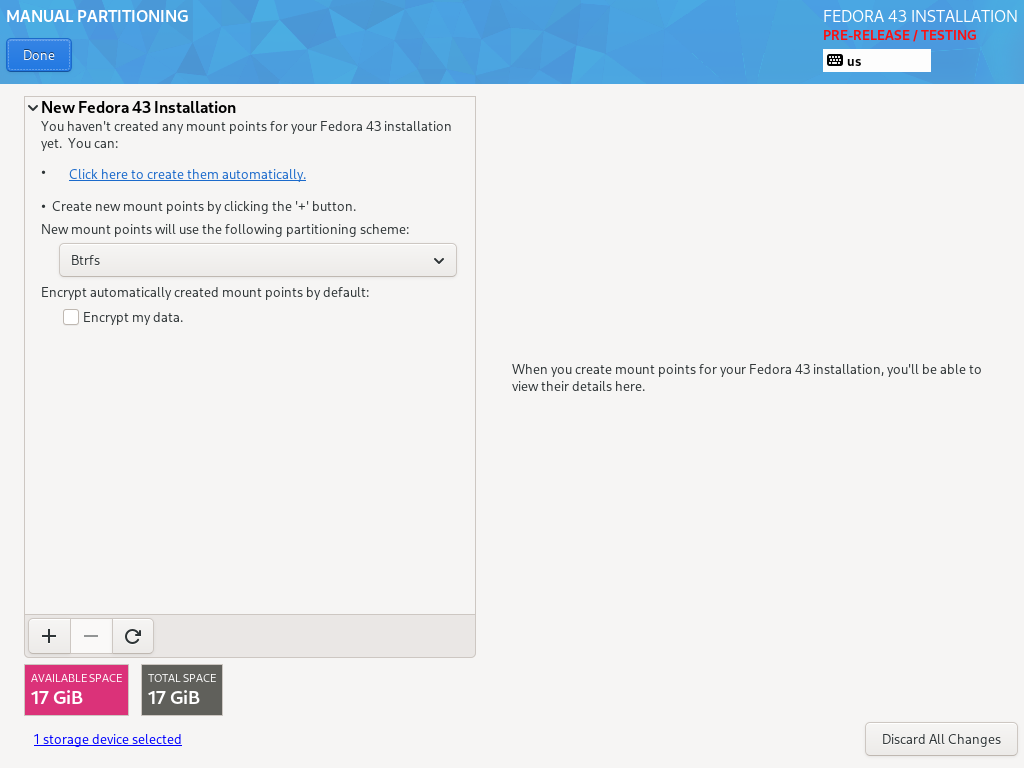 MANUAL PARTITIONING
FEDORA 43 INSTALLATION
PRE-RELEASE / TESTING
Done
us
New Fedora 43 Installation
You haven't created any mount points for your Fedora 43 installation
yet.  You can:
• Click here to create them automatically.
• Create new mount points by clicking the '+' button.
New mount points will use the following partitioning scheme:
Btrfs
Encrypt automatically created mount points by default:
Encrypt my data.
When you create mount points for your Fedora 43 installation, you'll be able to
view their details here.
AVAILABLE SPACE
17 GiB
TOTAL SPACE
17 GiB
1 storage device selected
Discard All Changes